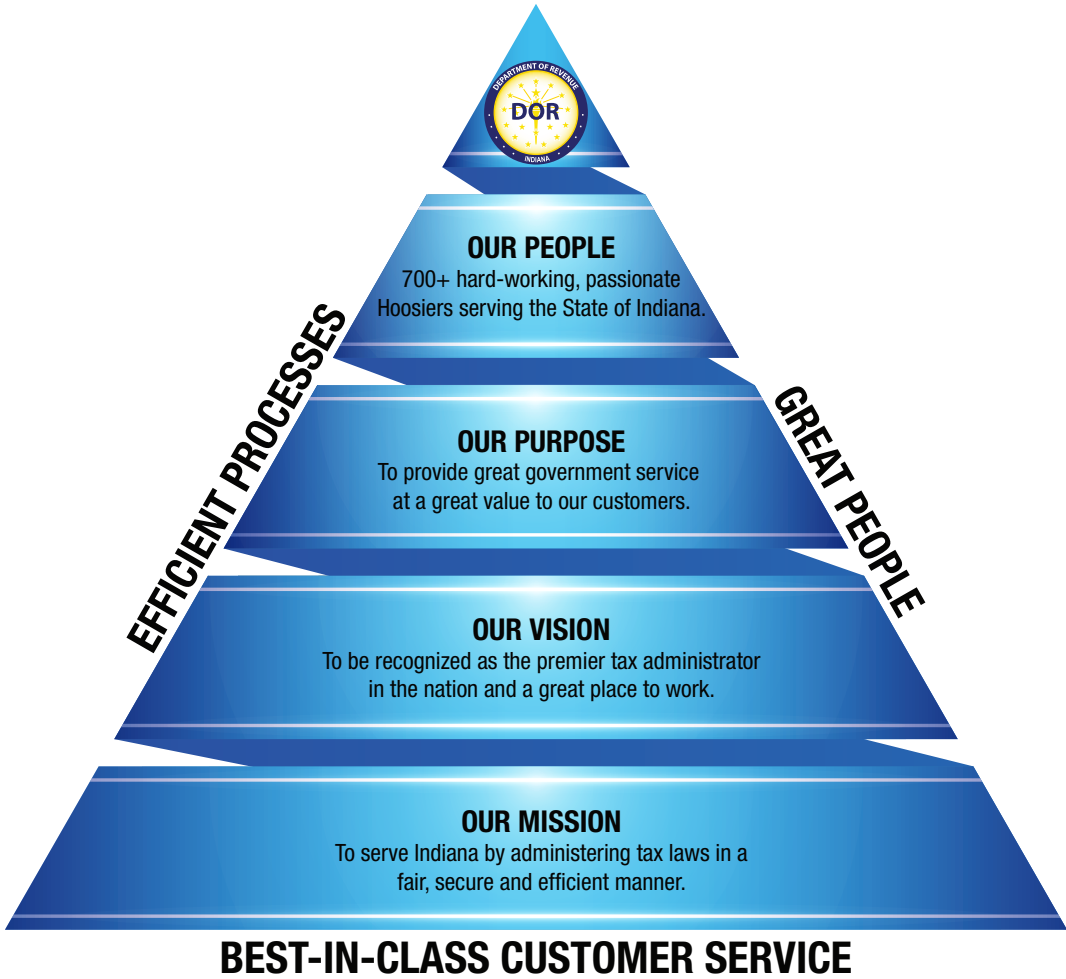 DEPARTMENT OF REVENUE
DOR
INDIANA
OUR PEOPLE
700+ hard-working, passionate
Hoosiers serving the State of Indiana.
EFFICIENT PROCESSES
GREAT PEOPLE
OUR PURPOSE
To provide great government service
at a great value to our customers.
OUR VISION
To be recognized as the premier tax administrator
in the nation and a great place to work.
OUR MISSION
To serve Indiana by administering tax laws in a
fair, secure and efficient manner.
BEST-IN-CLASS CUSTOMER SERVICE